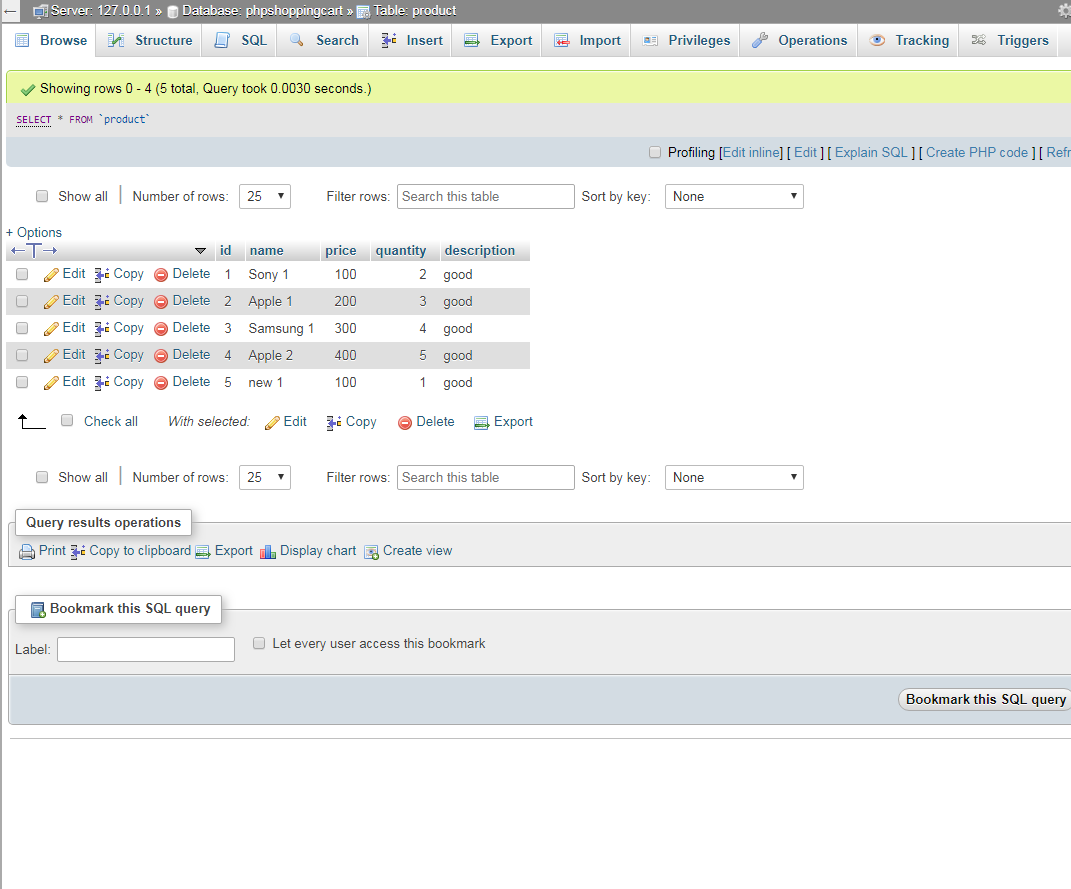 Server: 127.0.0.1 » Database: phpshoppingcart » Table: product
Browse Structure SQL Search Insert Export Import Privileges Operations Tracking Triggers
Showing rows 0 - 4 (5 total, Query took 0.0030 seconds.)
SELECT * FROM `product`
Profiling [Edit inline] [ Edit ] [ Explain SQL ] [ Create PHP code ] [ Refr
Show all Number of rows: 25 Filter rows: Search this table Sort by key: None
+ Options
id name price quantity description
Edit Copy Delete 1 Sony 1 100 2 good
Edit Copy Delete 2 Apple 1 200 3 good
Edit Copy Delete 3 Samsung 1 300 4 good
Edit Copy Delete 4 Apple 2 400 5 good
Edit Copy Delete 5 new 1 100 1 good
Check all With selected: Edit Copy Delete Export
Show all Number of rows: 25 Filter rows: Search this table Sort by key: None
Query results operations
Print Copy to clipboard Export Display chart Create view
Bookmark this SQL query
Label: Let every user access this bookmark
Bookmark this SQL query